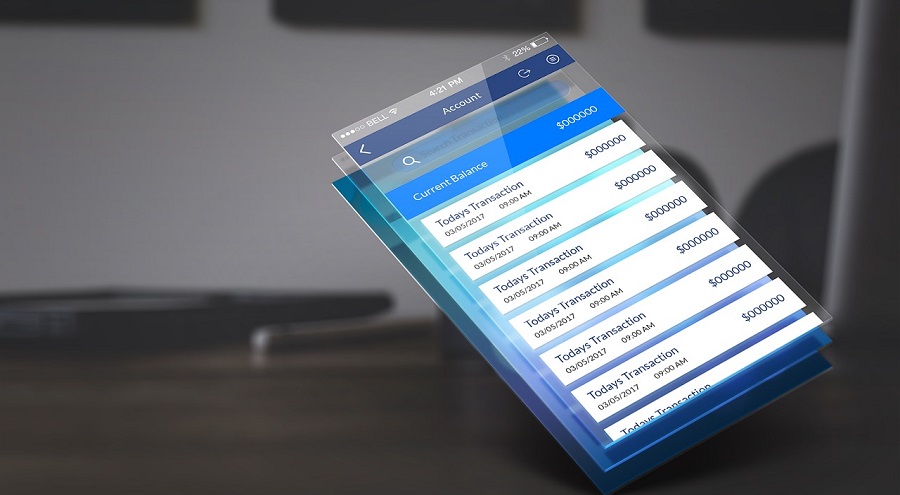 BELL 4:21 PM 22%
Account
Search Transaction
Current Balance $000000
Todays Transaction $000000
03/05/2017 09:00 AM
Todays Transaction $000000
03/05/2017 09:00 AM
Todays Transaction $000000
03/05/2017 09:00 AM
Todays Transaction $000000
03/05/2017 09:00 AM
Todays Transaction $000000
03/05/2017 09:00 AM
Todays Transaction $000000
03/05/2017 09:00 AM
Todays Transaction